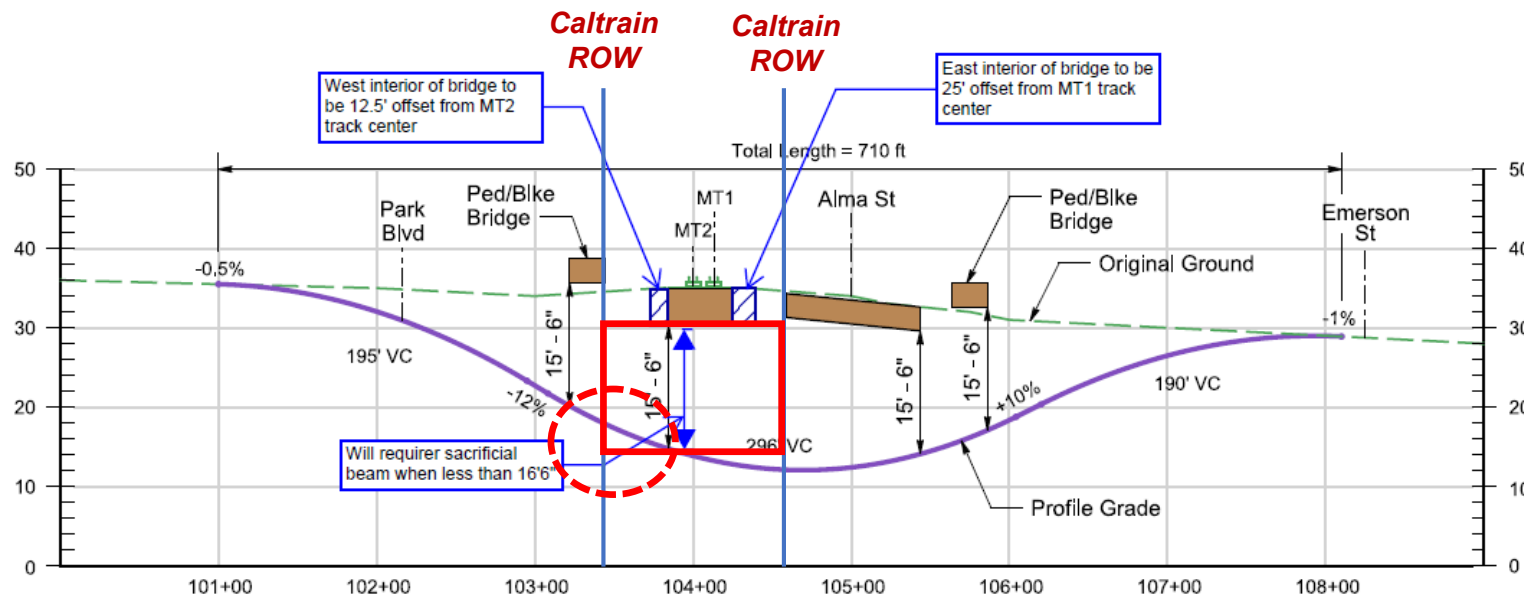 Caltrain
ROW
Caltrain
ROW
West interior of bridge to
be 12.5' offset from MT2
track center
East interior of bridge to be
25' offset from MT1 track
center
Total Length = 710 ft
50
40
30
20
10
0
50
40
30
20
10
0
Park
Blvd
Ped/BIke
Bridge
MT1
MT2
Alma St
Ped/BIke
Bridge
Emerson
St
-0.5%
Original Ground
-1%
195' VC
15' - 6"
15' - 6"
15' - 6"
15' - 6"
190' VC
-12%
+10%
Will requirer sacrificial
beam when less than 16'6"
296' VC
Profile Grade
101+00
102+00
103+00
104+00
105+00
106+00
107+00
108+00